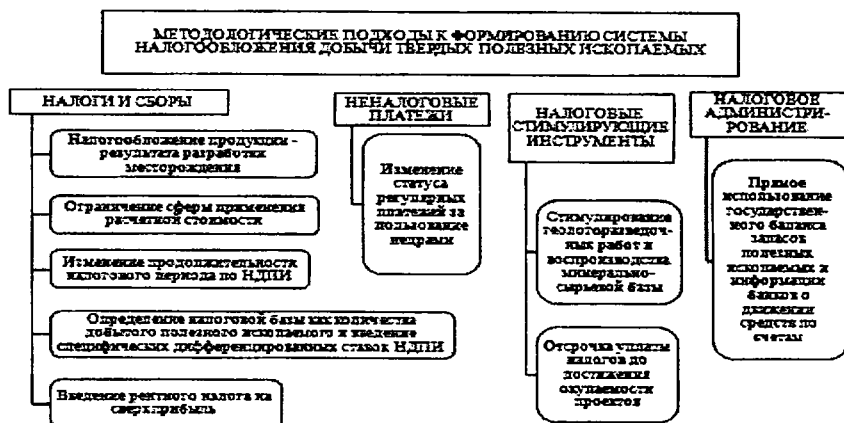 МЕТОДОЛОГИЧЕСКИЕ ПОДХОДЫ К ФОРМИРОВАНИЮ СИСТЕМЫ
НАЛОГООБЛОЖЕНИЯ ДОБЫЧИ ТВЕРДЫХ ПОЛЕЗНЫХ ИСКОПАЕМЫХ
НАЛОГИ И СБОРЫ
Налогообложение продукции -
результата разработки
месторождения
Ограничение сферы применения
расчетной стоимости
Изменение продолжительности
налогового периода по НДПИ
Определение налоговой базы как количества
добытого полезного ископаемого и введение
специфических дифференцированных ставок НДПИ
Введение рентного налога на
сверхприбыль
НЕНАЛОГОВЫЕ
ПЛАТЕЖИ
Изменение
статуса
регулярных
платежей за
пользование
недрами
НАЛОГОВЫЕ
СТИМУЛИРУЮЩИЕ
ИНСТРУМЕНТЫ
Стимулирование
геологоразведоч-
ных работ и
воспроизводства
минерально-
сырьевой базы
Отсрочка уплаты
налогов до
достижения
окупаемости
проектов
НАЛОГОВОЕ
АДМИНИСТРИ-
РОВАНИЕ
Прямое
использование
государствен-
ного баланса
запасов
полезных
ископаемых и
информации
банков о
движении
средств по
счетам